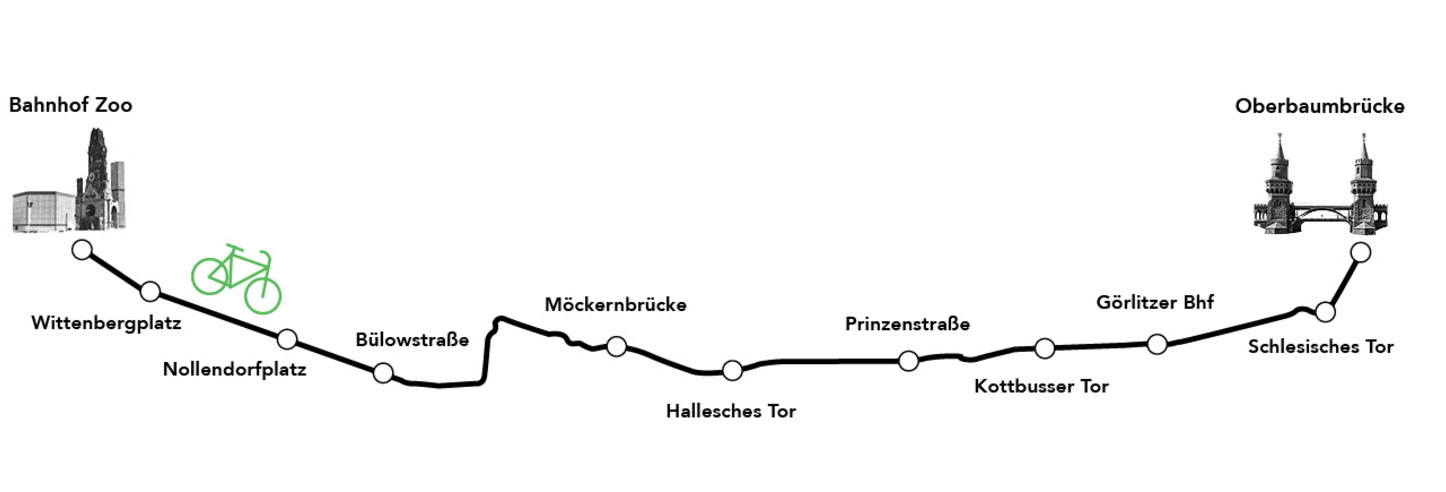 Bahnhof Zoo
Oberbaumbrücke
Wittenbergplatz
Nollendorfplatz
Bülowstraße
Möckernbrücke
Hallesches Tor
Prinzenstraße
Kottbusser Tor
Görlitzer Bhf
Schlesisches Tor